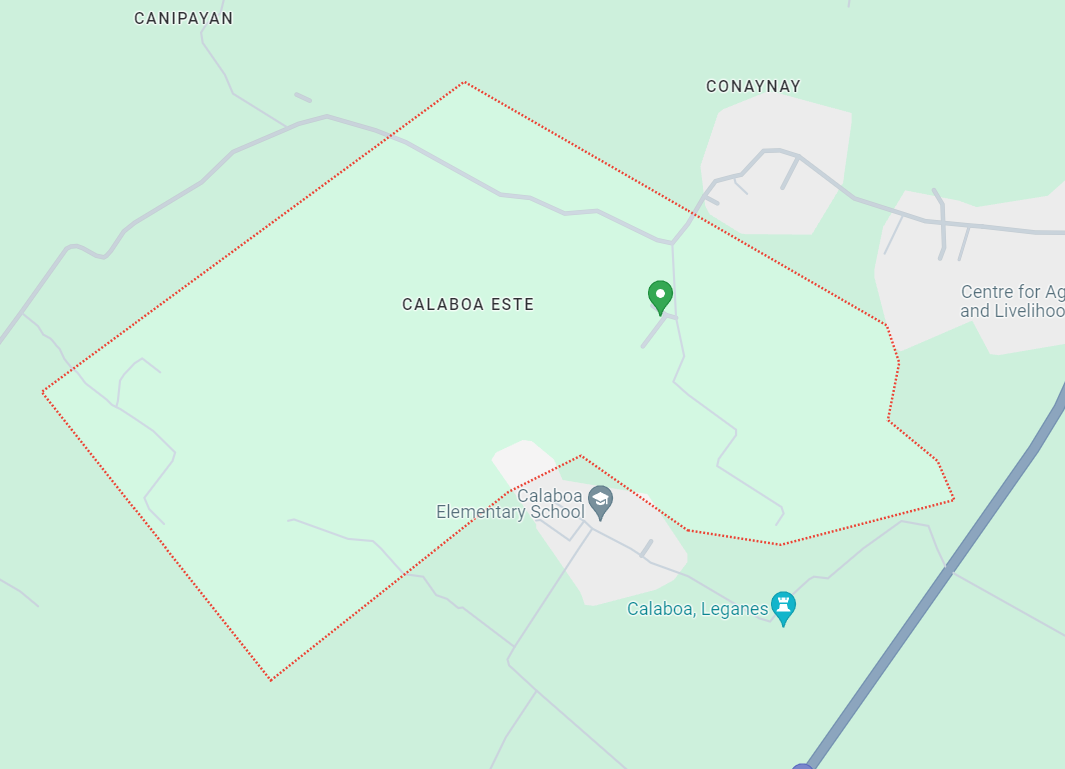 CANIPAYAN
CONAYNAY
Centre for Ag
and Livelihoo
CALABOA ESTE
Calaboa
Elementary School
Calaboa, Leganes